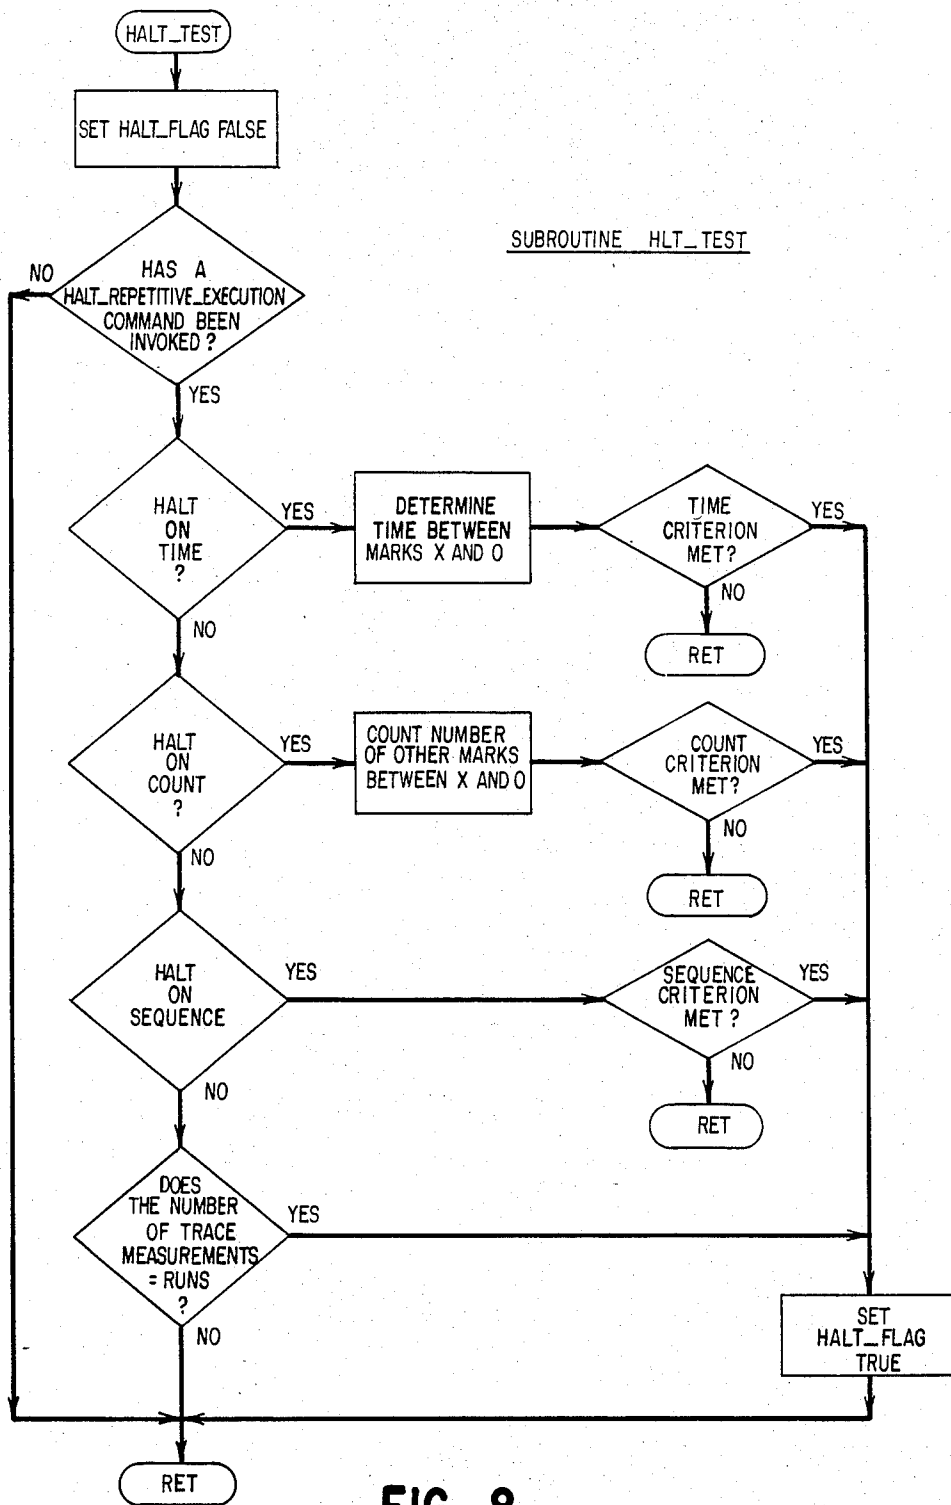 HALT_TEST
SET HALT_FLAG FALSE
SUBROUTINE HLT_TEST
NO
HAS A
HALT_REPETITIVE_EXECUTION
COMMAND BEEN
INVOKED ?
YES
HALT
ON
TIME
?
YES
DETERMINE
TIME BETWEEN
MARKS X AND O
TIME
CRITERION
MET?
YES
NO
RET
NO
HALT
ON
COUNT
?
YES
COUNT NUMBER
OF OTHER MARKS
BETWEEN X AND O
COUNT
CRITERION
MET?
YES
NO
RET
NO
HALT
ON
SEQUENCE
YES
SEQUENCE
CRITERION
MET ?
YES
NO
RET
NO
DOES
THE NUMBER
OF TRACE
MEASUREMENTS
= RUNS
?
YES
NO
SET
HALT_FLAG
TRUE
RET